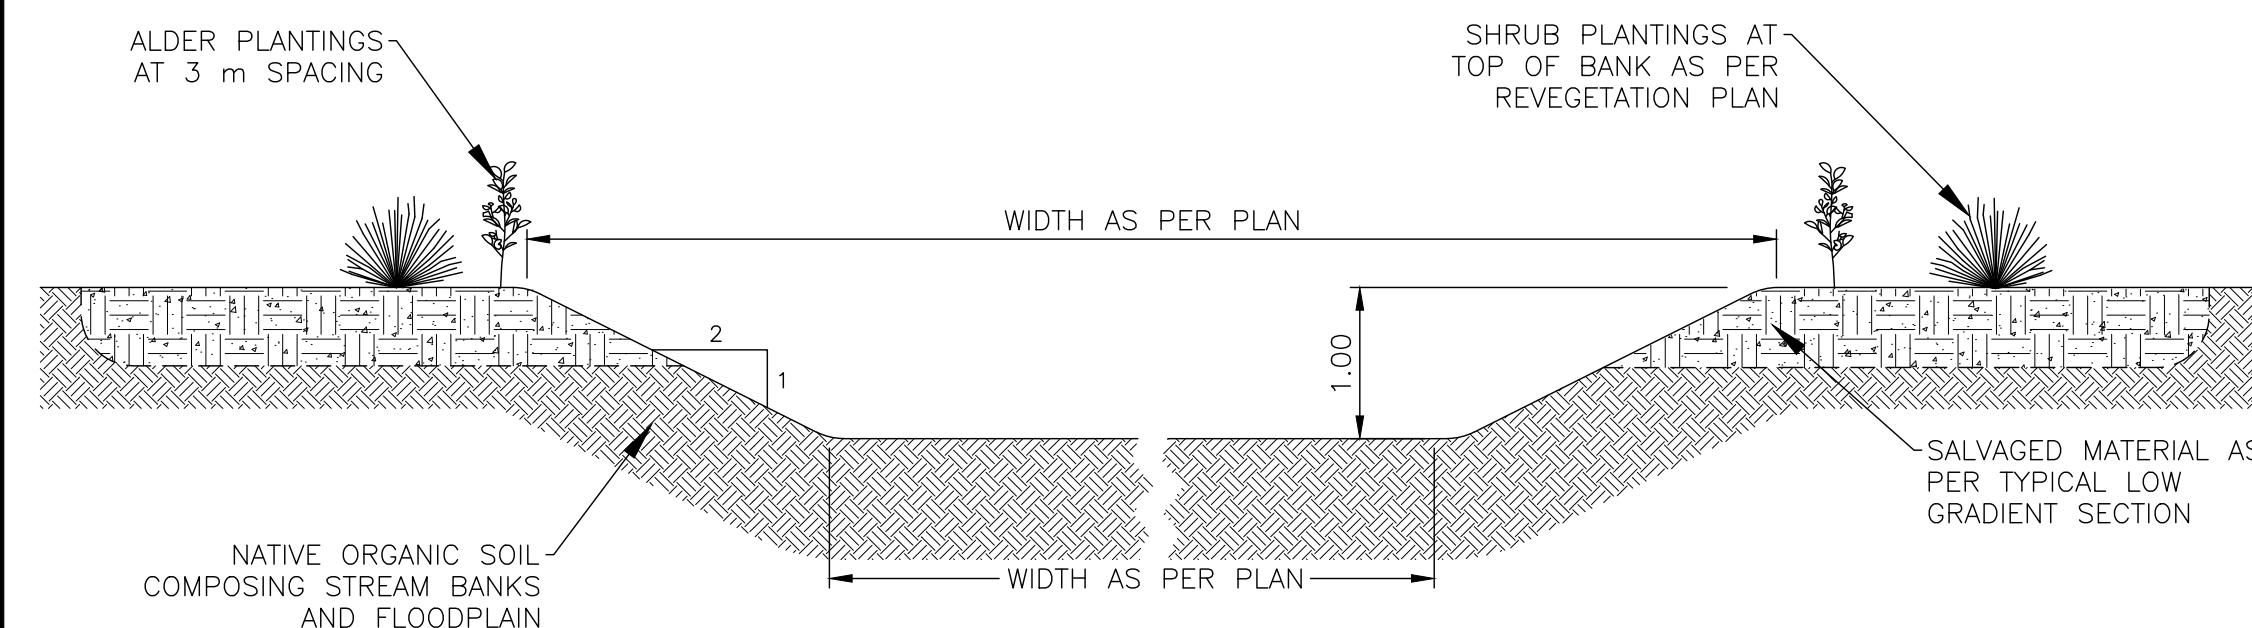 ALDER PLANTINGS
AT 3 m SPACING
SHRUB PLANTINGS AT
TOP OF BANK AS PER
REVEGETATION PLAN
WIDTH AS PER PLAN
2
1
1.00
SALVAGED MATERIAL AS
PER TYPICAL LOW
GRADIENT SECTION
NATIVE ORGANIC SOIL
COMPOSING STREAM BANKS
AND FLOODPLAIN
WIDTH AS PER PLAN